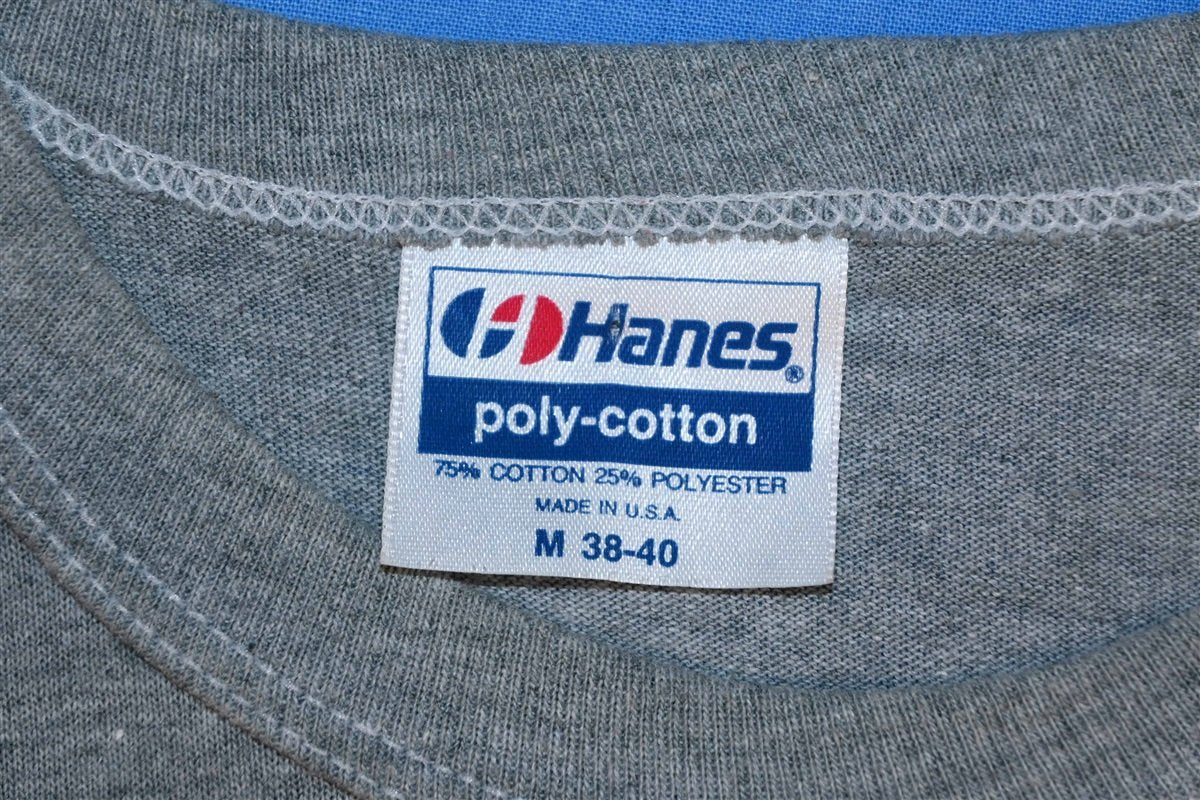 Hanes®
poly-cotton
75% COTTON 25% POLYESTER
MADE IN U.S.A.
M 38-40